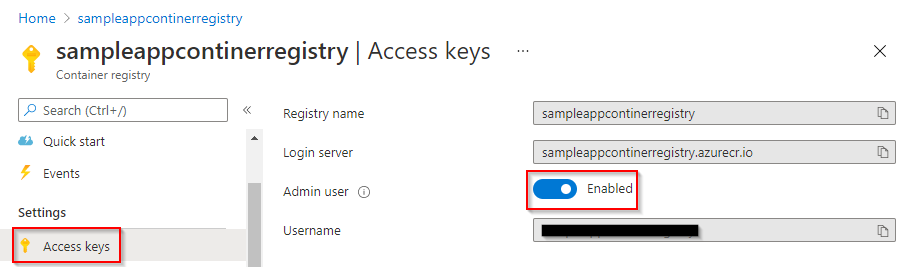 Home > sampleappcontinerregistry
sampleappcontinerregistry | Access keys ...
Container registry
Search (Ctrl+/)
Quick start
Events
Settings
Access keys
Registry name sampleappcontinerregistry
Login server sampleappcontinerregistry.azurecr.io
Admin user Enabled
Username